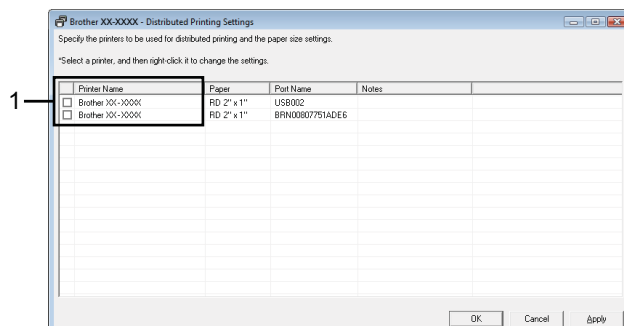 Brother XX-XXXX - Distributed Printing Settings
Specify the printers to be used for distributed printing and the paper size settings.
*Select a printer, and then right-click it to change the settings.
Printer Name Paper Port Name Notes
1
Brother XX-XXXX RD 2" x 1" USB002
Brother XX-XXXX RD 2" x 1" BRN00807751ADE6
OK Cancel Apply